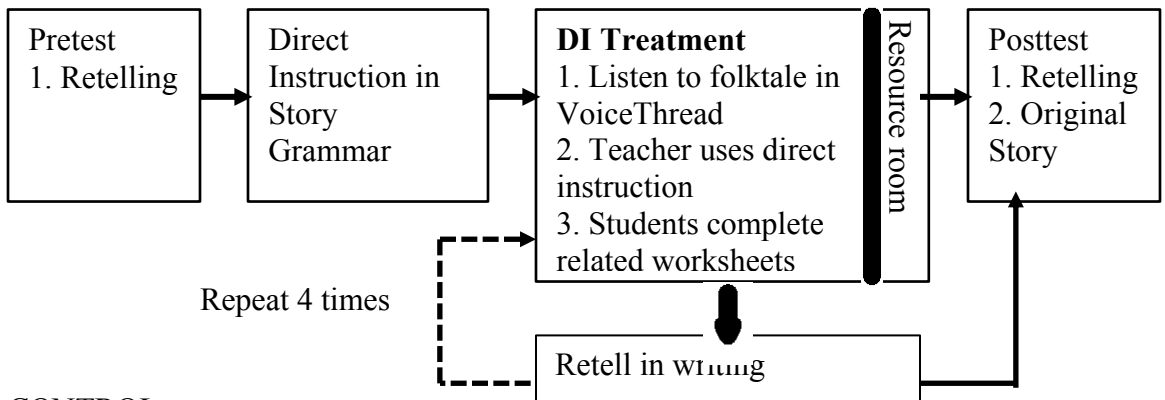 Pretest
1. Retelling
Direct
Instruction in
Story
Grammar
DI Treatment
1. Listen to folktale in
VoiceThread
2. Teacher uses direct
instruction
3. Students complete
related worksheets
Resource room
Posttest
1. Retelling
2. Original
Story
Repeat 4 times
Retell in writing